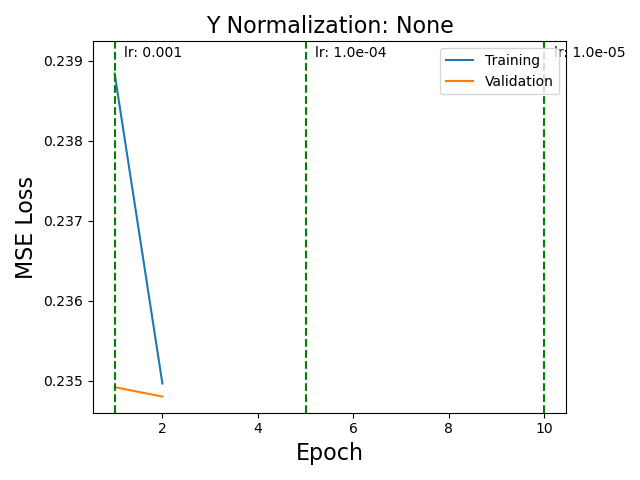 Y Normalization: None
lr: 0.001
lr: 1.0e-04
lr: 1.0e-05
Training
Validation
0.239
0.238
0.237
0.236
0.235
MSE Loss
2
4
6
8
10
Epoch